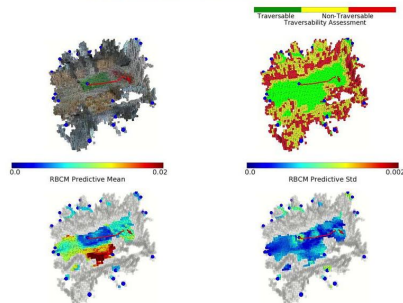 Traversable Non-Traversable
Traversability Assessment
0.0 0.02
RBCM Predictive Mean
0.0 0.002
RBCM Predictive Std